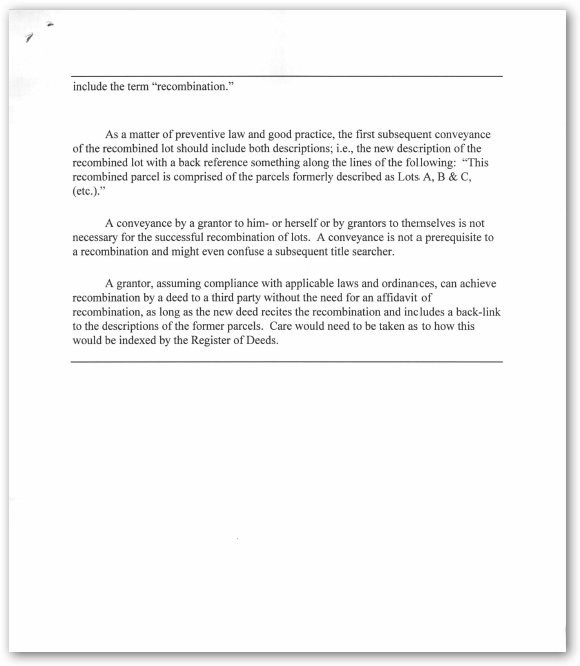 include the term “recombination.”
As a matter of preventive law and good practice, the first subsequent conveyance
of the recombined lot should include both descriptions; i.e., the new description of the
recombined lot with a back reference something along the lines of the following: “This
recombined parcel is comprised of the parcels formerly described as Lots A, B & C,
(etc.).”
A conveyance by a grantor to him- or herself or by grantors to themselves is not
necessary for the successful recombination of lots. A conveyance is not a prerequisite to
a recombination and might even confuse a subsequent title searcher.
A grantor, assuming compliance with applicable laws and ordinances, can achieve
recombination by a deed to a third party without the need for an affidavit of
recombination, as long as the new deed recites the recombination and includes a back-link
to the descriptions of the former parcels. Care would need to be taken as to how this
would be indexed by the Register of Deeds.